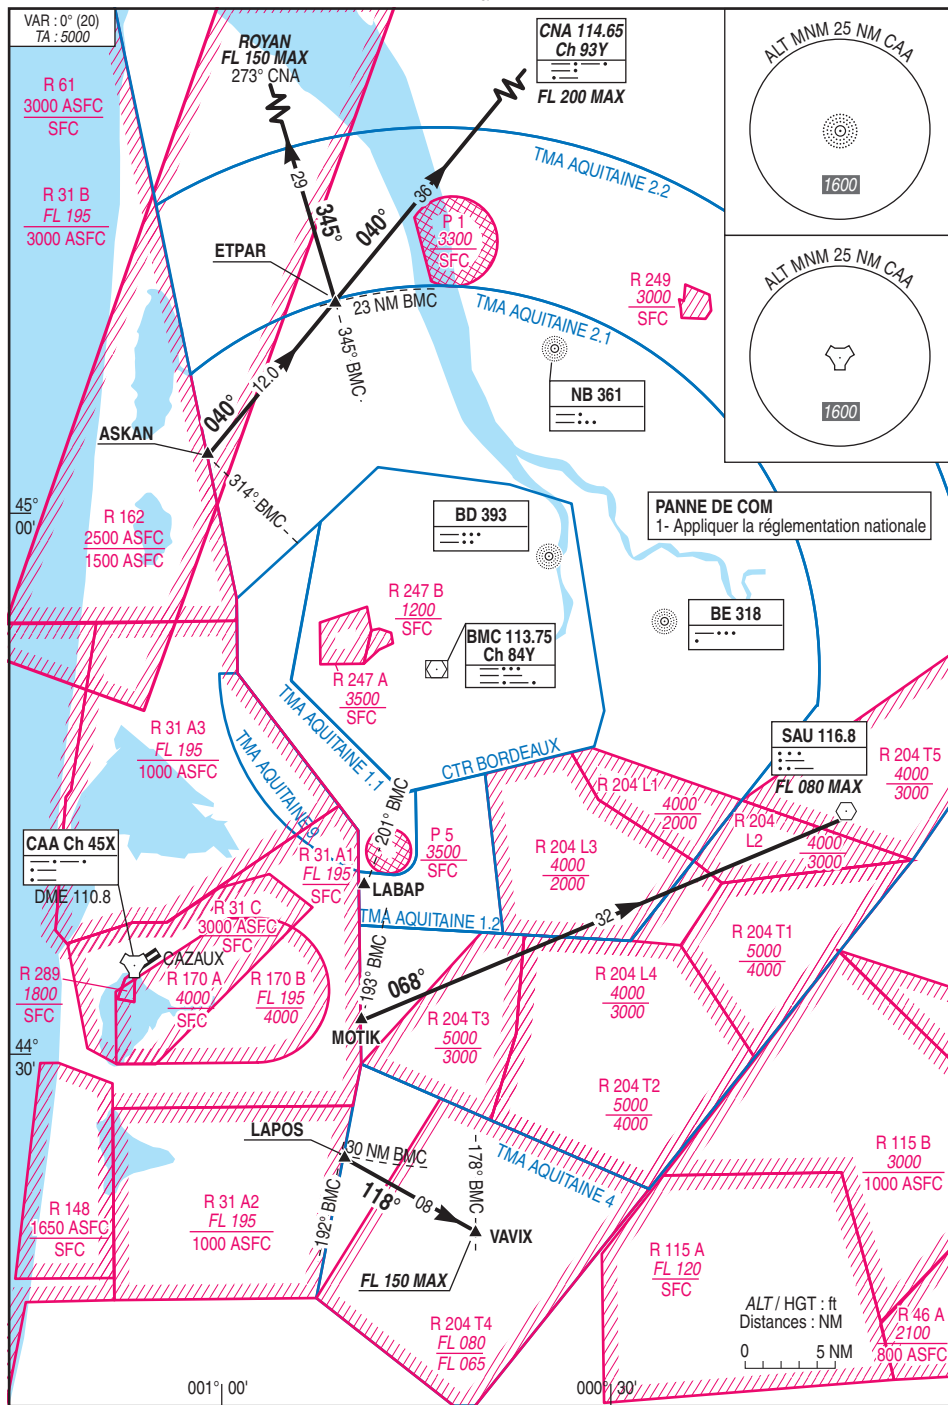 VAR : 0° (20)
TA : 5000
ROYAN
FL 150 MAX
273° CNA
CNA 114.65
Ch 93Y
FL 200 MAX
ALT MNM 25 NM CAA
1600
ALT MNM 25 NM CAA
1600
R 61
3000 ASFC
SFC
R 31 B
FL 195
3000 ASFC
TMA AQUITAINE 2.2
29
345°
040°
36
P 1
3300
SFC
ETPAR
23 NM BMC
345° BMC
R 249
3000
SFC
TMA AQUITAINE 2.1
NB 361
040°
12.0
ASKAN
314° BMC
45°
00'
R 162
2500 ASFC
1500 ASFC
BD 393
PANNE DE COM
1- Appliquer la réglementation nationale
R 247 B
1200
SFC
BE 318
BMC 113.75
Ch 84Y
R 247 A
3500
SFC
R 31 A3
FL 195
1000 ASFC
TMA AQUITAINE 9
TMA AQUITAINE 1.1
CTR BORDEAUX
SAU 116.8
FL 080 MAX
R 204 T5
4000
3000
R 204 L1
4000
2000
R 204
L2
4000
3000
201° BMC
CAA Ch 45X
DME 110.8
R 31 A1
FL 195
SFC
P 5
3500
SFC
R 204 L3
4000
2000
LABAP
R 31 C
3000 ASFC
SFC
TMA AQUITAINE 1.2
32
R 204 T1
5000
4000
CAZAUX
R 289
1800
SFC
R 170 A
4000
SFC
R 170 B
FL 195
4000
193° BMC
068°
R 204 L4
4000
3000
MOTIK
R 204 T3
5000
3000
44°
30'
R 204 T2
5000
4000
LAPOS
30 NM BMC
178° BMC
TMA AQUITAINE 4
R 115 B
3000
1000 ASFC
R 148
1650 ASFC
SFC
R 31 A2
FL 195
1000 ASFC
192° BMC
118°
08
VAVIX
FL 150 MAX
R 115 A
FL 120
SFC
R 204 T4
FL 080
FL 065
ALT / HGT : ft
Distances : NM
0 5 NM
R 46 A
2100
800 ASFC
001° 00'
000° 30'